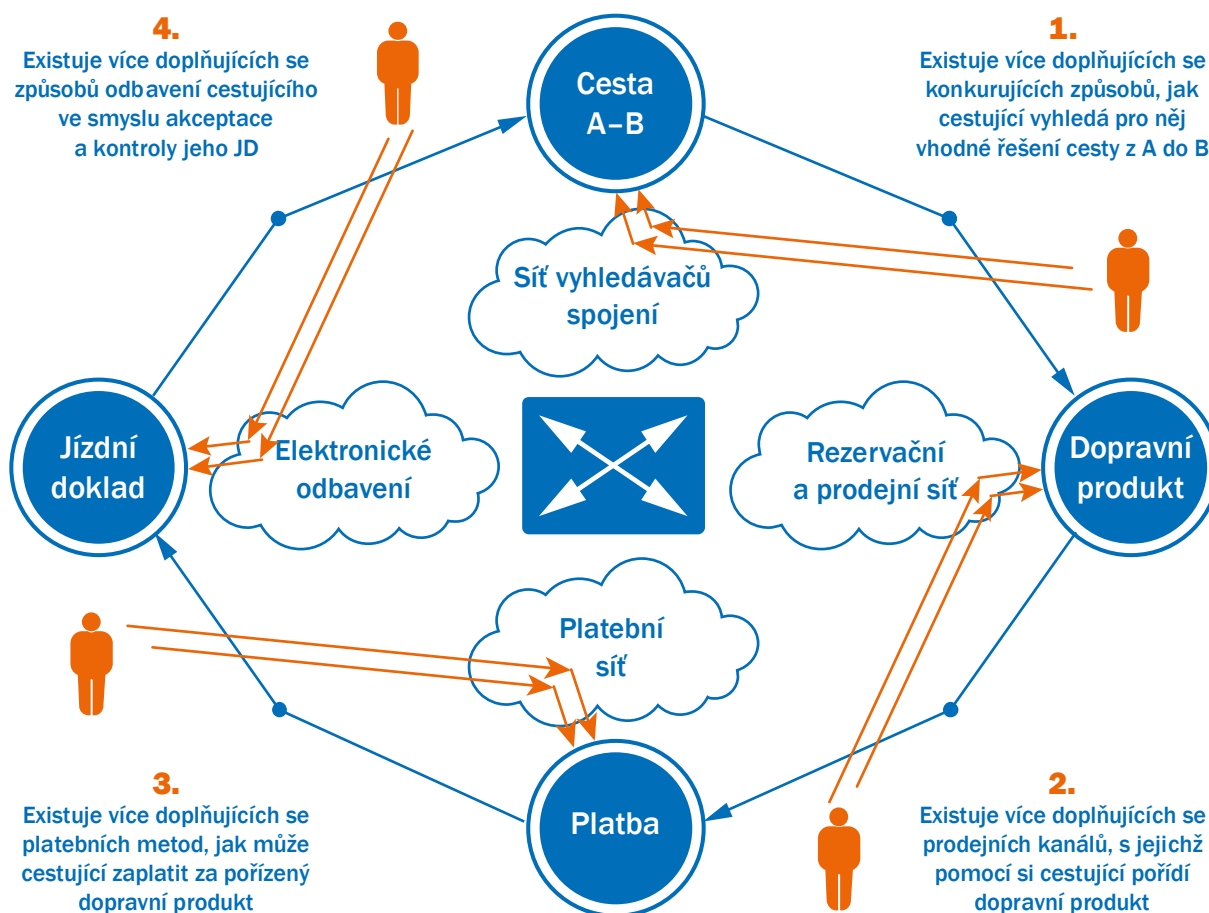 4.
Existuje více doplňujících se
způsobů odbavení cestujícího
ve smyslu akceptace
a kontroly jeho JD
Cesta
A–B
1.
Existuje více doplňujících se
konkurujících způsobů, jak
cestující vyhledá pro něj
vhodné řešení cesty z A do B
Síť vyhledávačů
spojení
Jízdní
doklad
Elektronické
odbavení
Rezervační
a prodejní síť
Dopravní
produkt
Platební
síť
Platba
3.
Existuje více doplňujících se
platebních metod, jak může
cestující zaplatit za pořízený
dopravní produkt
2.
Existuje více doplňujících se
prodejních kanálů, s jejichž
pomocí si cestující pořídí
dopravní produkt